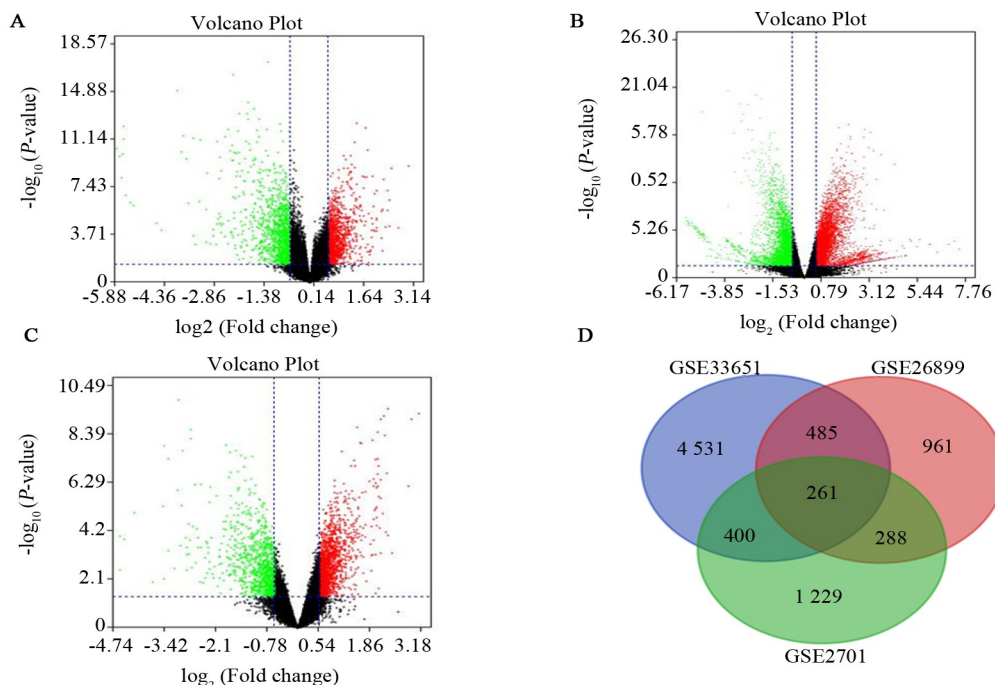 A
Volcano Plot
18.57
14.88
11.14
7.43
3.71
0
-log10 (P-value)
-5.88 -4.36 -2.86 -1.38 0.14 1.64 3.14
log2 (Fold change)
B
Volcano Plot
26.30
21.04
5.78
0.52
5.26
0
-log10 (P-value)
-6.17 -3.85 -1.53 0.79 3.12 5.44 7.76
log2 (Fold change)
C
Volcano Plot
10.49
8.39
6.29
4.2
2.1
0
-log10 (P-value)
-4.74 -3.42 -2.1 -0.78 0.54 1.86 3.18
log2 (Fold change)
D
GSE33651 GSE26899
4 531 485 961
261
400 288
1 229
GSE2701